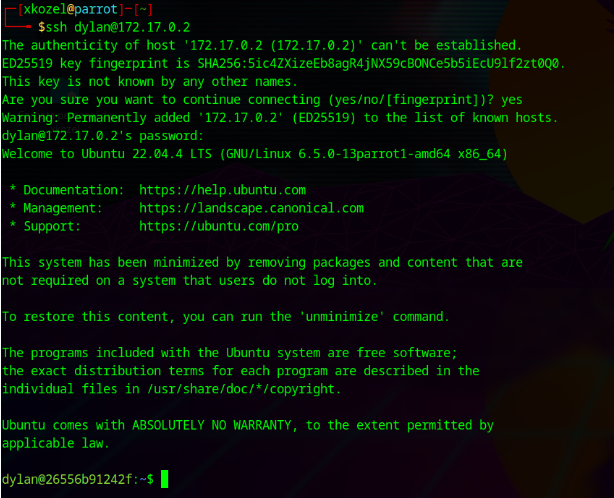 ┌─[xkozel@parrot]─[~]
└──╼ $ssh dylan@172.17.0.2
The authenticity of host '172.17.0.2 (172.17.0.2)' can't be established.
ED25519 key fingerprint is SHA256:5ic4ZXizeEb8agR4jNX59cBONCe5b5iEcU9lf2zt0Q0.
This key is not known by any other names.
Are you sure you want to continue connecting (yes/no/[fingerprint])? yes
Warning: Permanently added '172.17.0.2' (ED25519) to the list of known hosts.
dylan@172.17.0.2's password:
Welcome to Ubuntu 22.04.4 LTS (GNU/Linux 6.5.0-13parrot1-amd64 x86_64)

 * Documentation:  https://help.ubuntu.com
 * Management:     https://landscape.canonical.com
 * Support:        https://ubuntu.com/pro

This system has been minimized by removing packages and content that are
not required on a system that users do not log into.

To restore this content, you can run the 'unminimize' command.

The programs included with the Ubuntu system are free software;
the exact distribution terms for each program are described in the
individual files in /usr/share/doc/*/copyright.

Ubuntu comes with ABSOLUTELY NO WARRANTY, to the extent permitted by
applicable law.

dylan@26556b91242f:~$